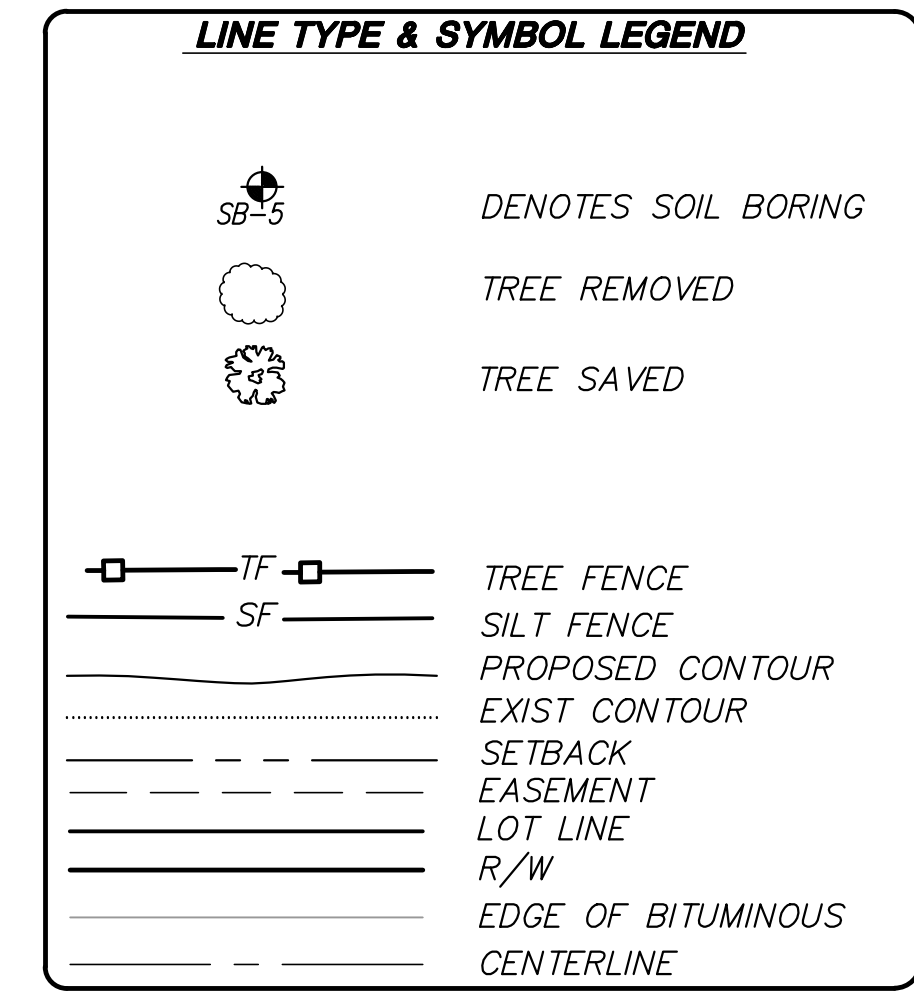 LINE TYPE & SYMBOL LEGEND
SB-5 DENOTES SOIL BORING
TREE REMOVED
TREE SAVED
TF TREE FENCE
SF SILT FENCE
PROPOSED CONTOUR
EXIST CONTOUR
SETBACK
EASEMENT
LOT LINE
R/W
EDGE OF BITUMINOUS
CENTERLINE